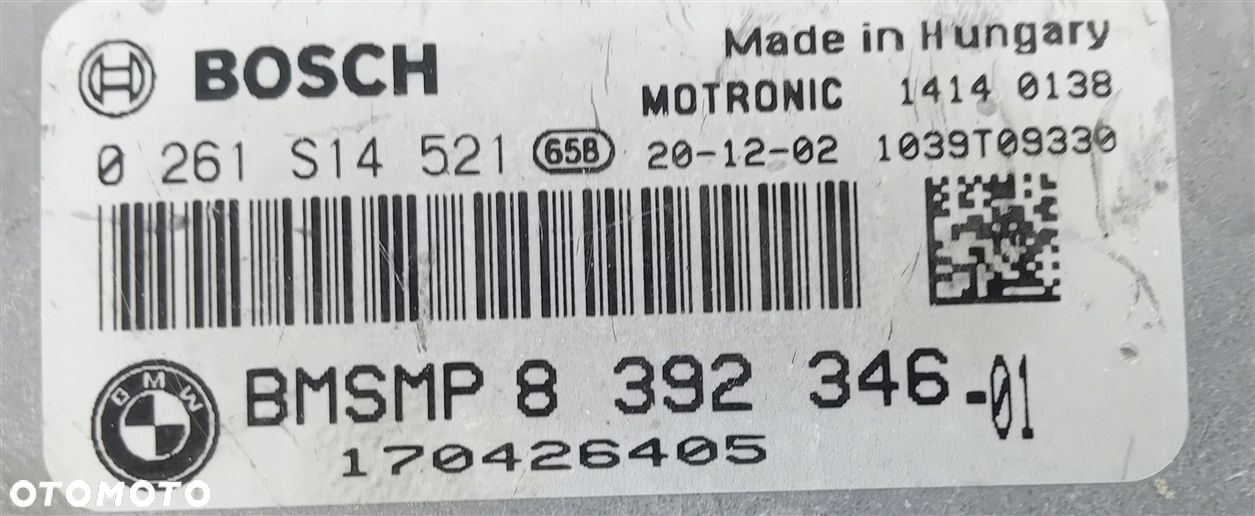 BOSCH
Made in Hungary
MOTRONIC 1414 0138
0 261 S14 521 658 20-12-02 1039T09330
BMW
BMSMP 8 392 346-01
170426405
OTOMOTO